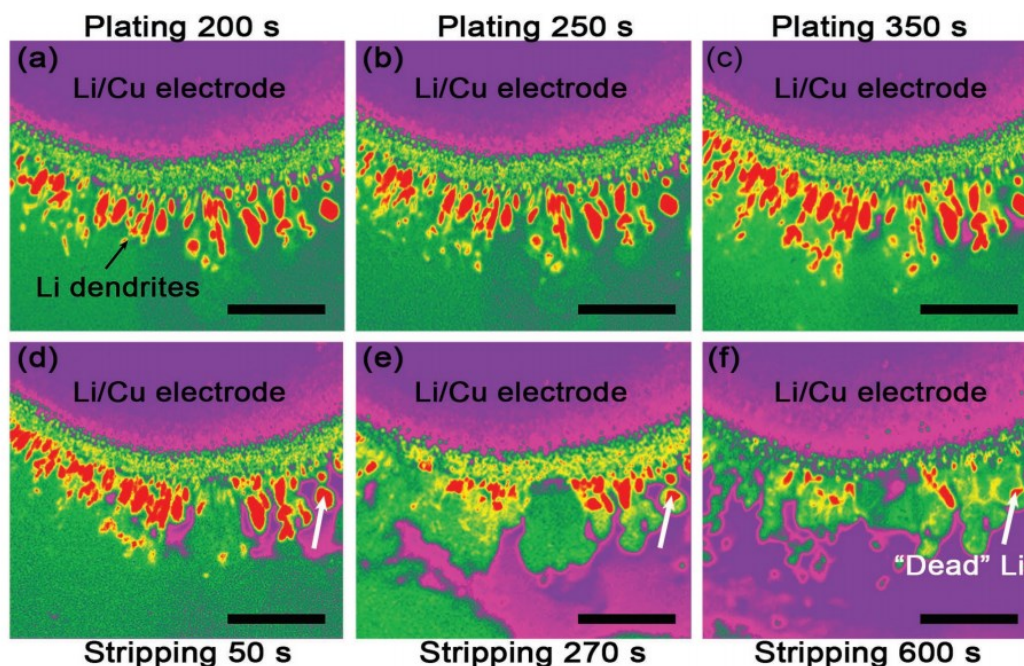 Plating 200 s
Plating 250 s
Plating 350 s
(a)
Li/Cu electrode
Li dendrites
(b)
Li/Cu electrode
(c)
Li/Cu electrode
(d)
Li/Cu electrode
(e)
Li/Cu electrode
(f)
Li/Cu electrode
“Dead” Li
Stripping 50 s
Stripping 270 s
Stripping 600 s